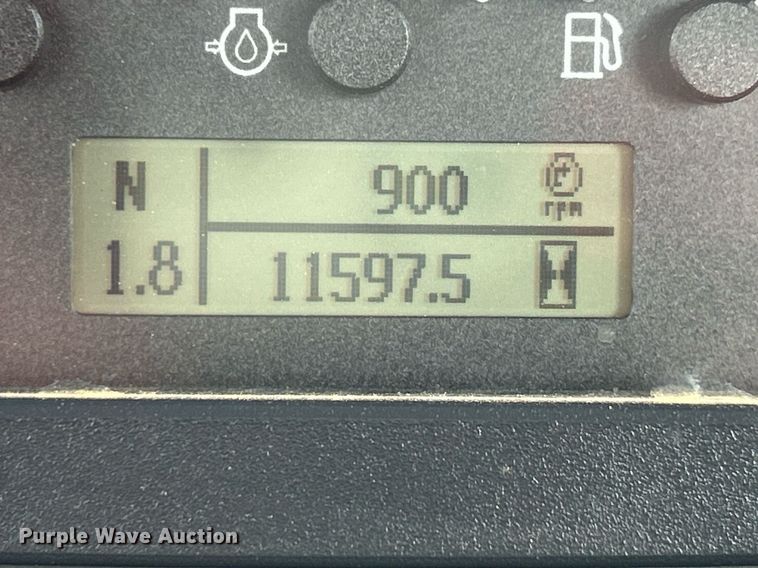 N 900
rpm
1.8 11597.5
Purple Wave Auction